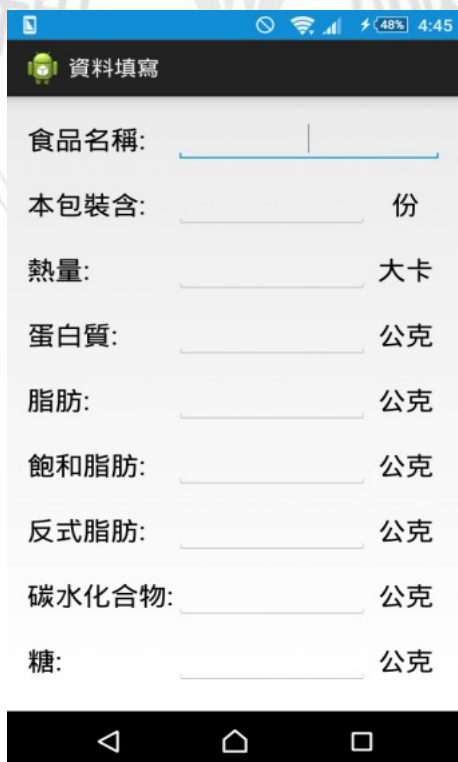 48% 4:45
資料填寫
食品名稱:
本包裝含: 份
熱量: 大卡
蛋白質: 公克
脂肪: 公克
飽和脂肪: 公克
反式脂肪: 公克
碳水化合物: 公克
糖: 公克